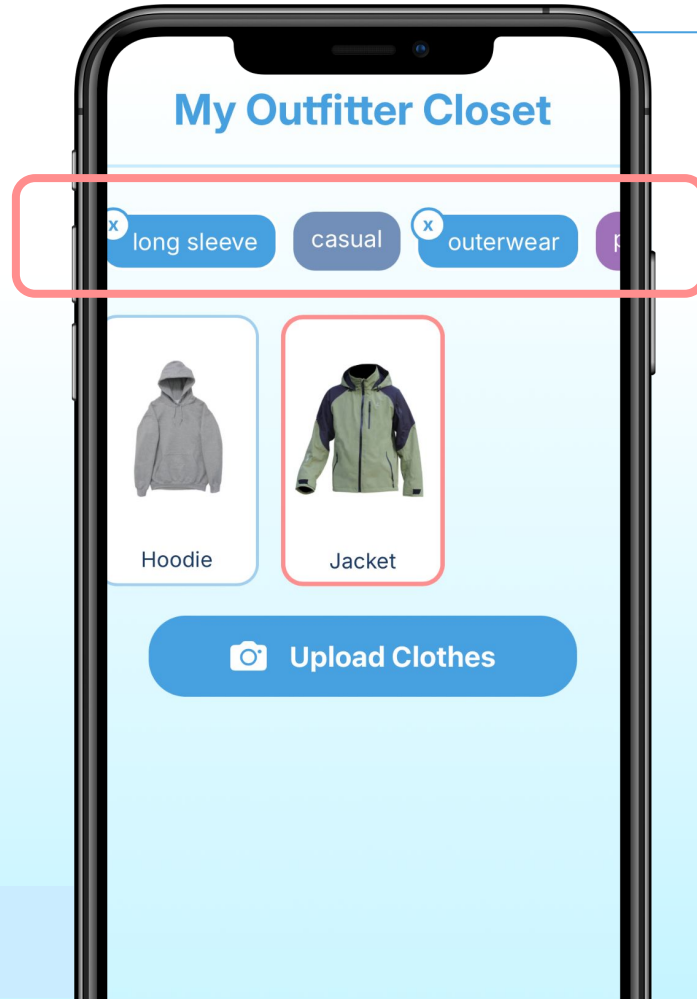 My Outfitter Closet
x long sleeve casual x outerwear p
Hoodie Jacket
Upload Clothes